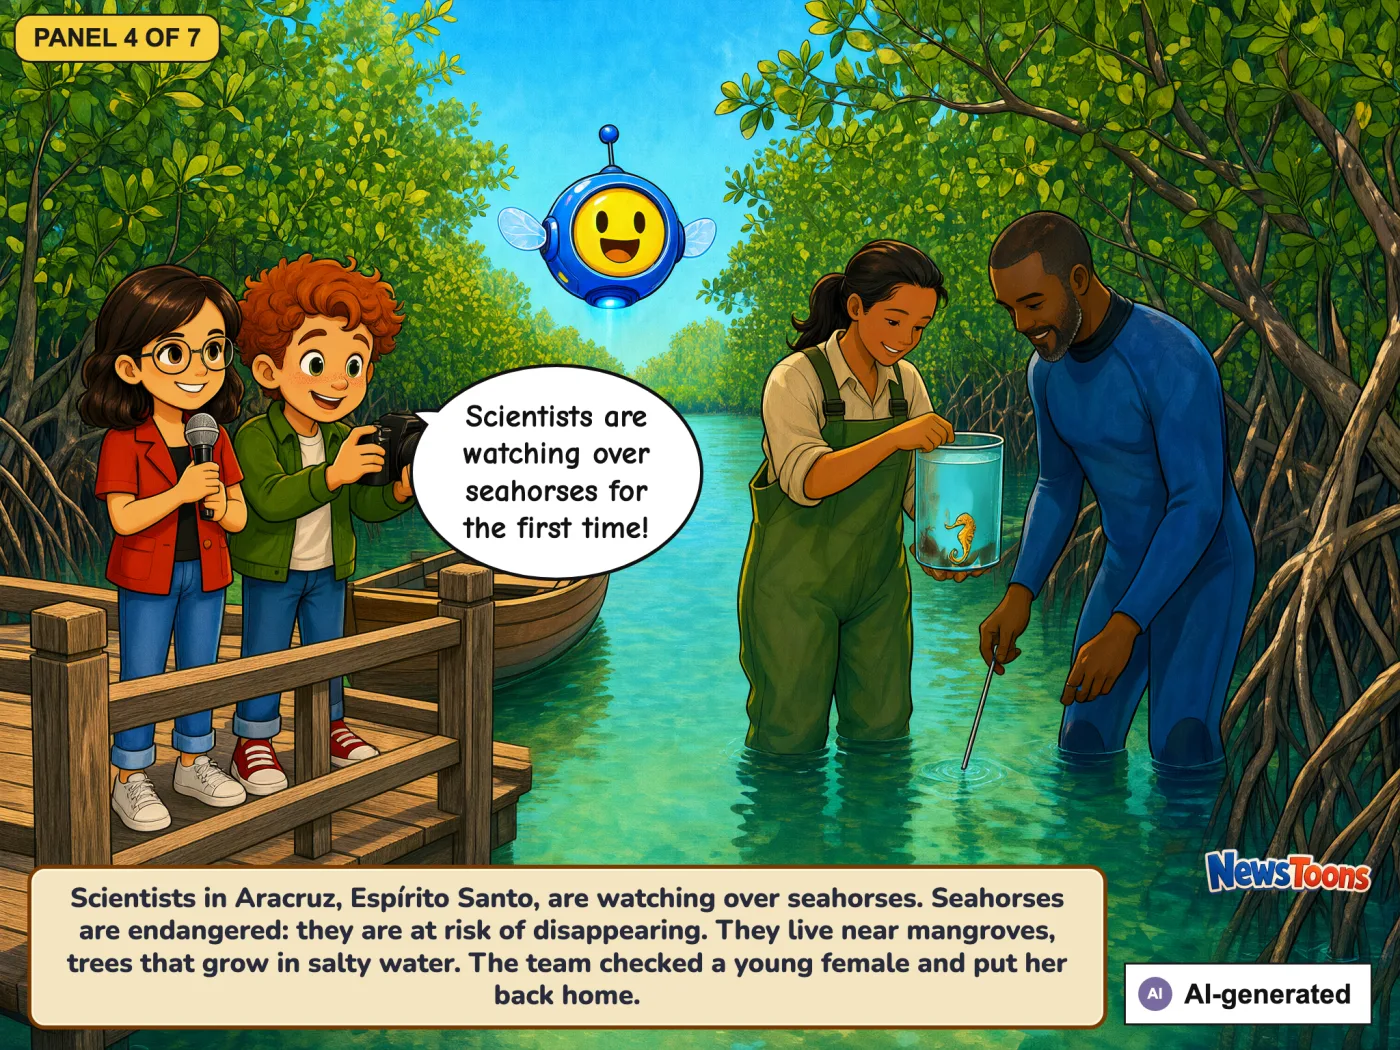 PANEL 4 OF 7
Scientists are
watching over
seahorses for
the first time!
NewsToons
Scientists in Aracruz, Espírito Santo, are watching over seahorses. Seahorses
are endangered: they are at risk of disappearing. They live near mangroves,
trees that grow in salty water. The team checked a young female and put her
back home.
AI AI-generated